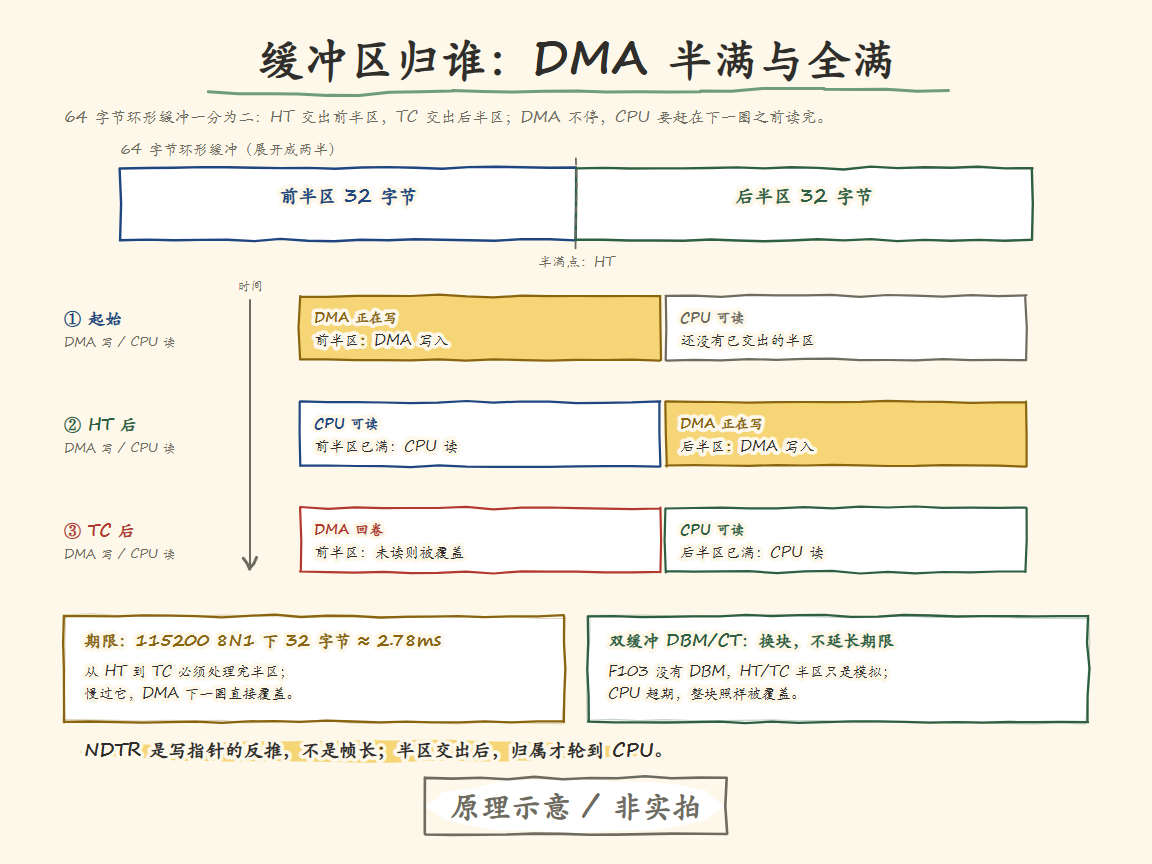 缓冲区归谁：DMA 半满与全满
64 字节环形缓冲一分为二：HT 交出前半区，TC 交出后半区；DMA 不停，CPU 要赶在下一圈之前读完。
64 字节环形缓冲（展开成两半）
前半区 32 字节
后半区 32 字节
半满点：HT
时间
① 起始
DMA 写 / CPU 读
DMA 正在写
前半区：DMA 写入
CPU 可读
还没有已交出的半区
② HT 后
DMA 写 / CPU 读
CPU 可读
前半区已满：CPU 读
DMA 正在写
后半区：DMA 写入
③ TC 后
DMA 写 / CPU 读
DMA 回卷
前半区：未读则被覆盖
CPU 可读
后半区已满：CPU 读
期限：115200 8N1 下 32 字节 ≈ 2.78ms
从 HT 到 TC 必须处理完半区；
慢过它，DMA 下一圈直接覆盖。
双缓冲 DBM/CT：换块，不延长期限
F103 没有 DBM，HT/TC 半区只是模拟；
CPU 超期，整块照样被覆盖。
NDTR 是写指针的反推，不是帧长；半区交出后，归属才轮到 CPU。
原理示意 / 非实拍